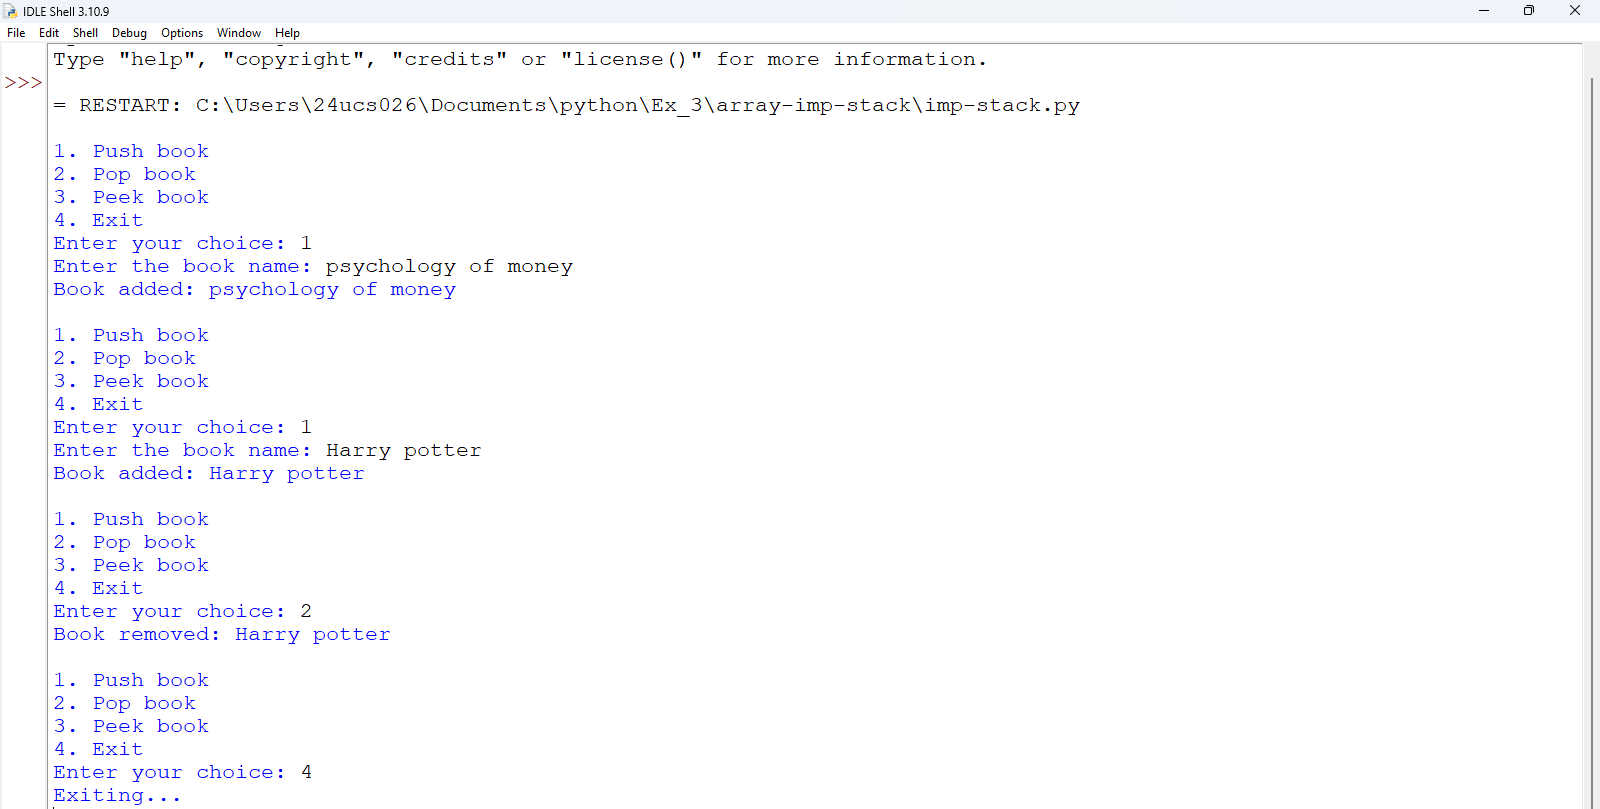 IDLE Shell 3.10.9
File Edit Shell Debug Options Window Help
Type "help", "copyright", "credits" or "license()" for more information.
>>>
= RESTART: C:\Users\24ucs026\Documents\python\Ex_3\array-imp-stack\imp-stack.py
1. Push book
2. Pop book
3. Peek book
4. Exit
Enter your choice: 1
Enter the book name: psychology of money
Book added: psychology of money
1. Push book
2. Pop book
3. Peek book
4. Exit
Enter your choice: 1
Enter the book name: Harry potter
Book added: Harry potter
1. Push book
2. Pop book
3. Peek book
4. Exit
Enter your choice: 2
Book removed: Harry potter
1. Push book
2. Pop book
3. Peek book
4. Exit
Enter your choice: 4
Exiting...